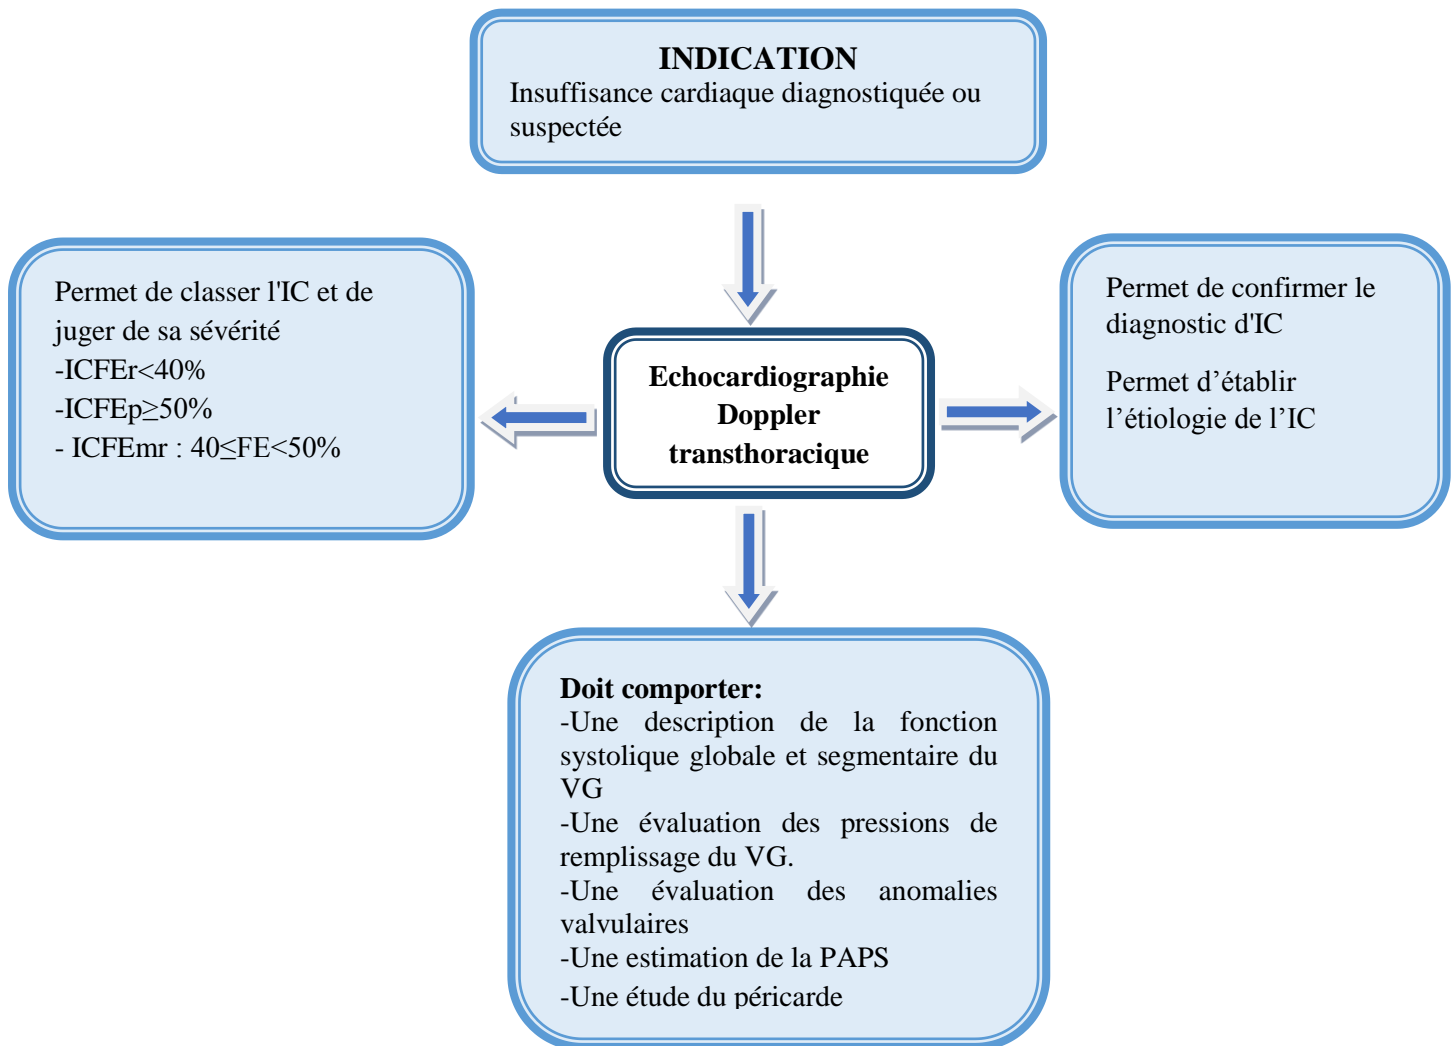 INDICATION
Insuffisance cardiaque diagnostiquée ou
suspectée
Permet de classer l'IC et de
juger de sa sévérité
-ICFEr<40%
-ICFEp≥50%
- ICFEmr : 40≤FE<50%
Echocardiographie
Doppler
transthoracique
Permet de confirmer le
diagnostic d'IC
Permet d’établir
l’étiologie de l’IC
Doit comporter:
-Une description de la fonction
systolique globale et segmentaire du
VG
-Une évaluation des pressions de
remplissage du VG.
-Une évaluation des anomalies
valvulaires
-Une estimation de la PAPS
-Une étude du péricarde